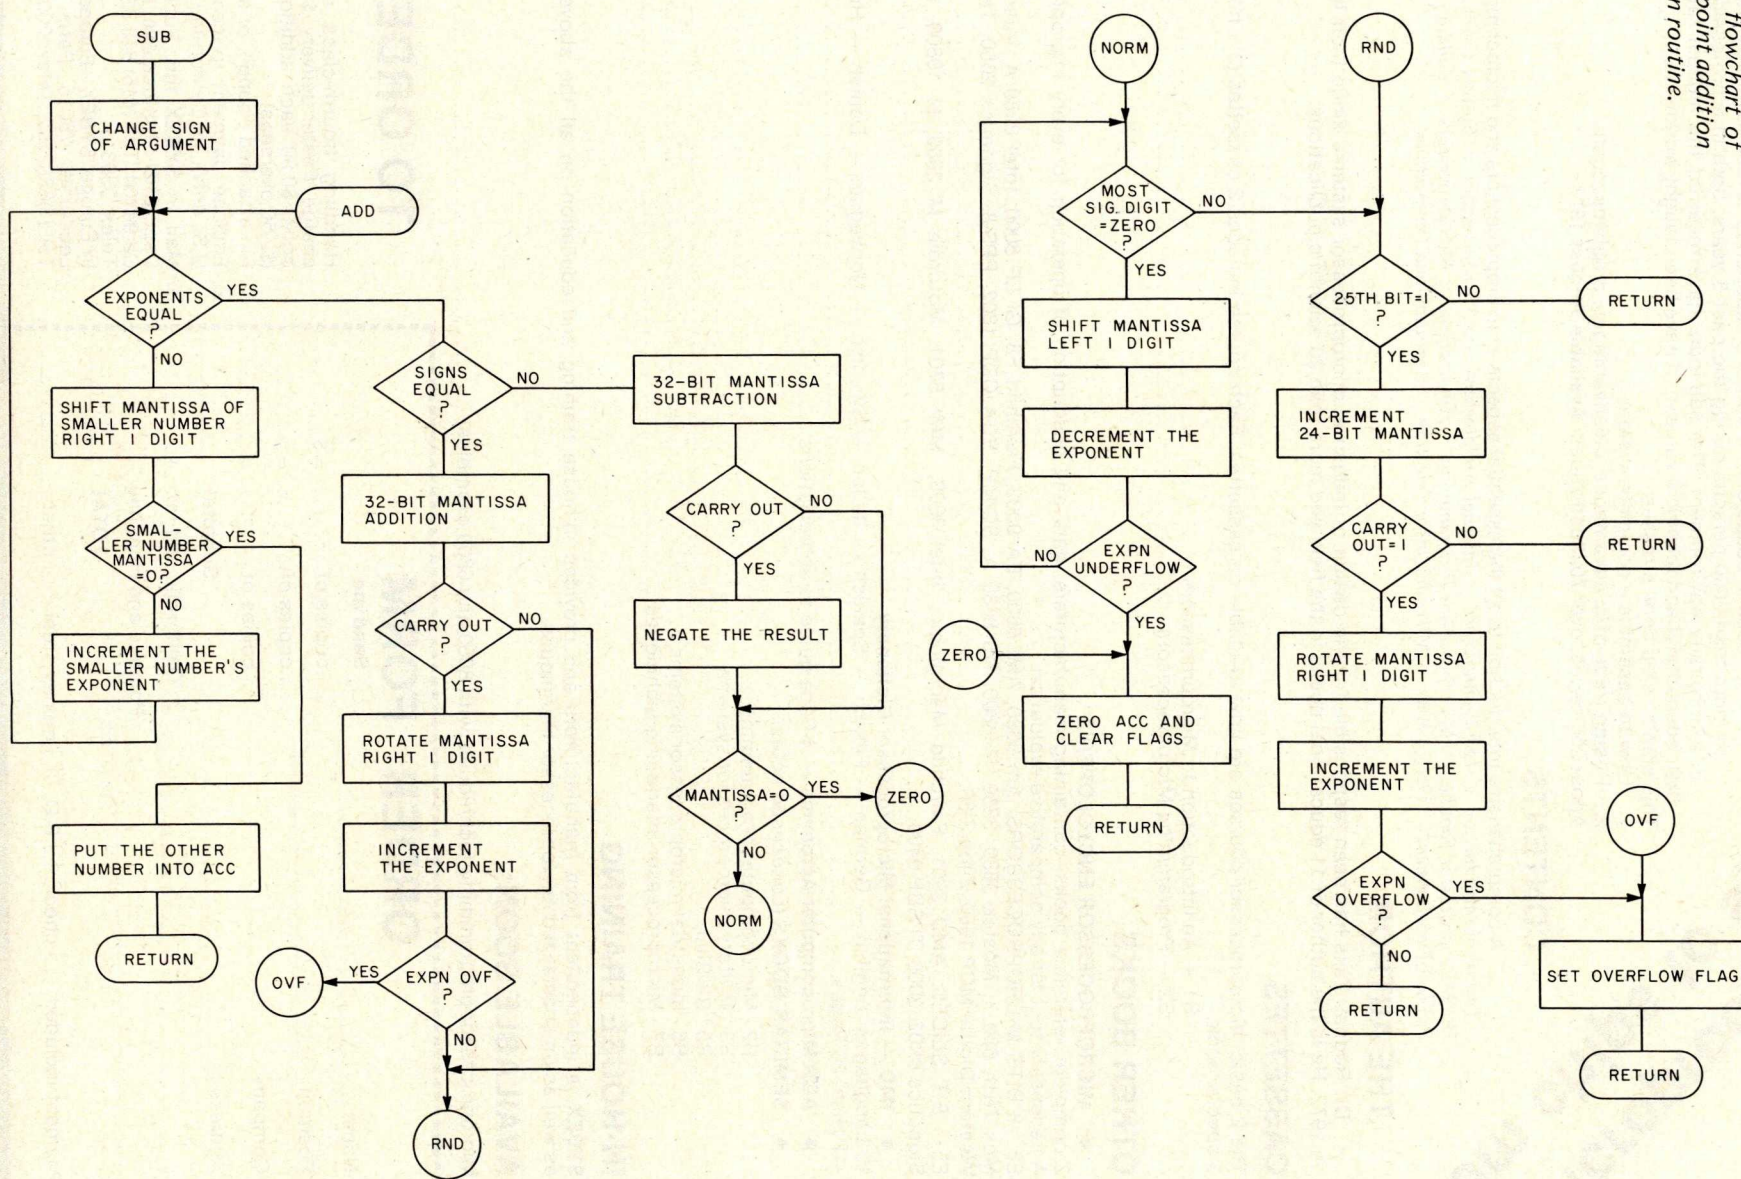 flowchart of
point addition
n routine.
SUB
CHANGE SIGN
OF ARGUMENT
ADD
EXPONENTS
EQUAL
?
YES
NO
SHIFT MANTISSA OF
SMALLER NUMBER
RIGHT 1 DIGIT
SMAL-
LER NUMBER
MANTISSA
=0?
YES
NO
INCREMENT THE
SMALLER NUMBER'S
EXPONENT
PUT THE OTHER
NUMBER INTO ACC
RETURN
SIGNS
EQUAL
?
NO
YES
32-BIT MANTISSA
ADDITION
CARRY OUT
?
NO
YES
ROTATE MANTISSA
RIGHT 1 DIGIT
INCREMENT
THE EXPONENT
EXPN OVF
?
YES
OVF
NO
RND
32-BIT MANTISSA
SUBTRACTION
CARRY OUT
?
NO
YES
NEGATE THE RESULT
MANTISSA=0
?
YES
ZERO
NO
NORM
NORM
MOST
SIG. DIGIT
=ZERO
?
NO
YES
SHIFT MANTISSA
LEFT 1 DIGIT
DECREMENT THE
EXPONENT
EXPN
UNDERFLOW
?
NO
YES
ZERO
ZERO ACC AND
CLEAR FLAGS
RETURN
RND
25TH BIT=1
?
NO
RETURN
YES
INCREMENT
24-BIT MANTISSA
CARRY
OUT=1
?
NO
RETURN
YES
ROTATE MANTISSA
RIGHT 1 DIGIT
INCREMENT THE
EXPONENT
EXPN
OVERFLOW
?
YES
NO
RETURN
OVF
SET OVERFLOW FLAG
RETURN